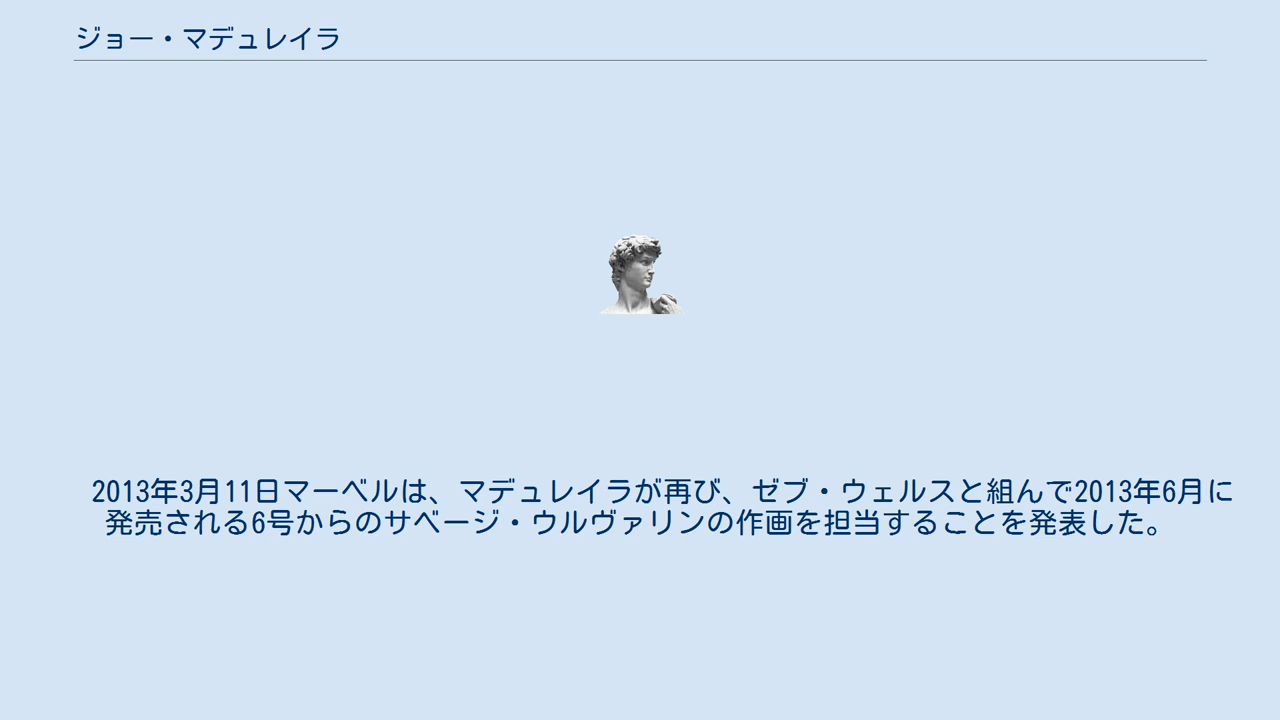 ジョー・マデュレイラ
2013年3月11日マーベルは、マデュレイラが再び、ゼブ・ウェルスと組んで2013年6月に
発売される6号からのサベージ・ウルヴァリンの作画を担当することを発表した。